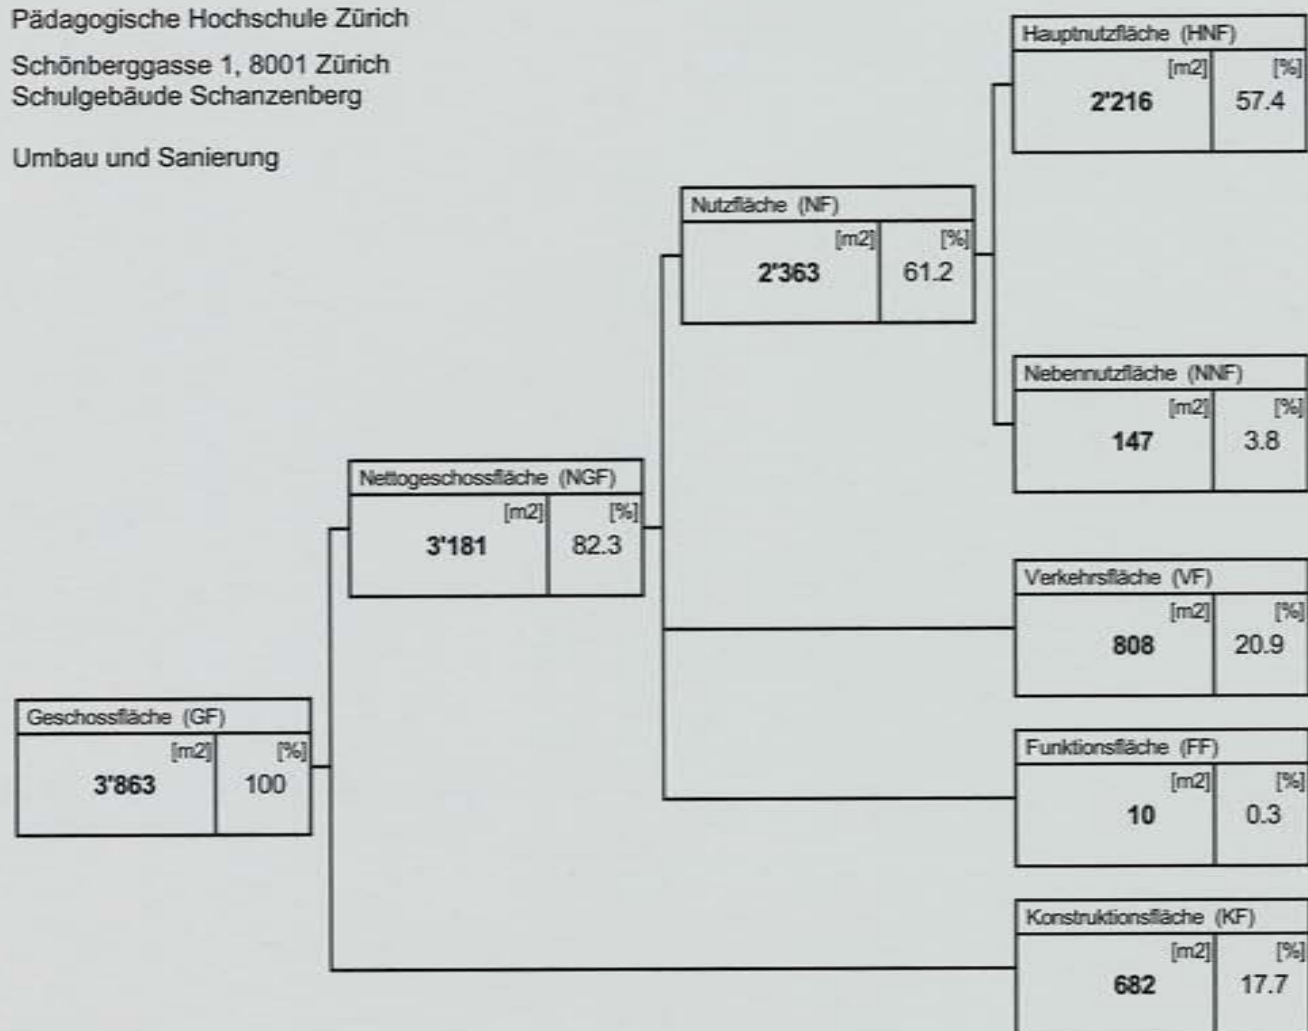 Pädagogische Hochschule Zürich
Schönberggasse 1, 8001 Zürich
Schulgebäude Schanzenberg
Umbau und Sanierung
Hauptnutzfläche (HNF)
[m2] [%]
2'216 57.4
Nutzfläche (NF)
[m2] [%]
2'363 61.2
Nebennutzfläche (NNF)
[m2] [%]
147 3.8
Nettogeschossfläche (NGF)
[m2] [%]
3'181 82.3
Verkehrsfläche (VF)
[m2] [%]
808 20.9
Geschossfläche (GF)
[m2] [%]
3'863 100
Funktionsfläche (FF)
[m2] [%]
10 0.3
Konstruktionsfläche (KF)
[m2] [%]
682 17.7